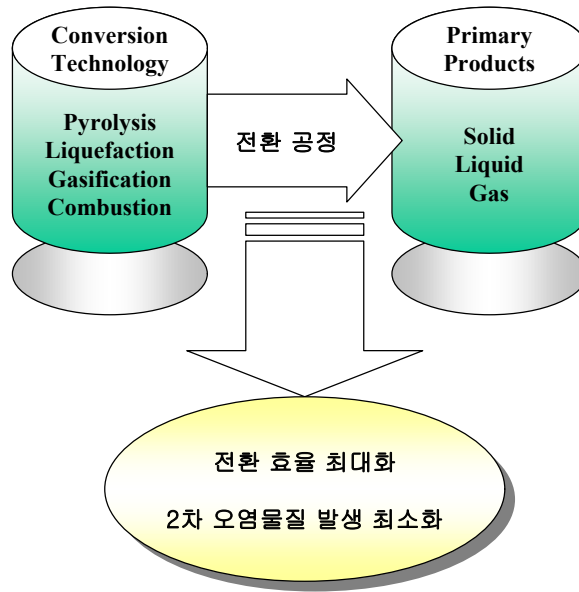 Conversion
Technology
Pyrolysis
Liquefaction
Gasification
Combustion
전환 공정
Primary
Products
Solid
Liquid
Gas
전환 효율 최대화
2차 오염물질 발생 최소화